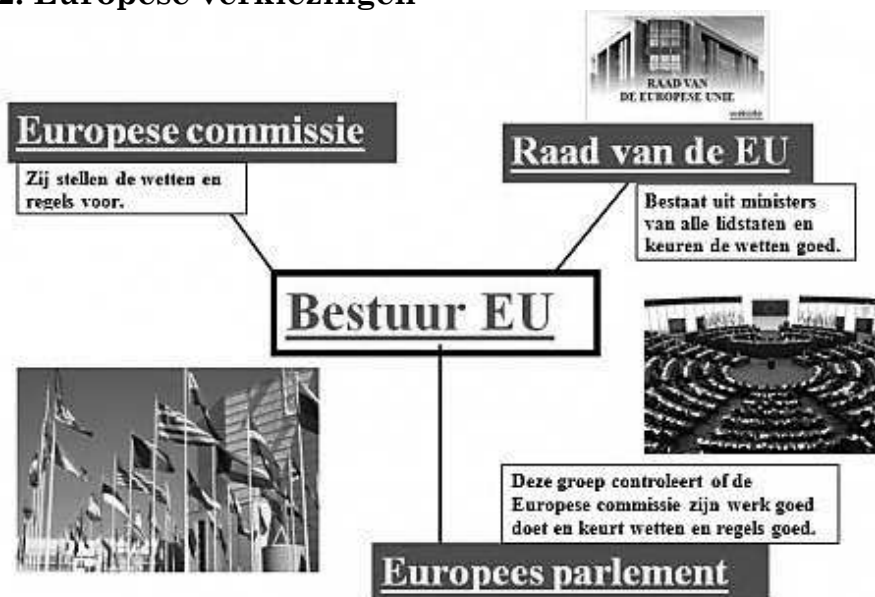 2. Europese verkiezingen
RAAD VAN
DE EUROPESE UNIE
website
Europese commissie
Raad van de EU
Zij stellen de wetten en
regels voor.
Bestaat uit ministers
van alle lidstaten en
keuren de wetten goed.
Bestuur EU
Deze groep controleert of de
Europese commissie zijn werk goed
doet en keurt wetten en regels goed.
Europees parlement